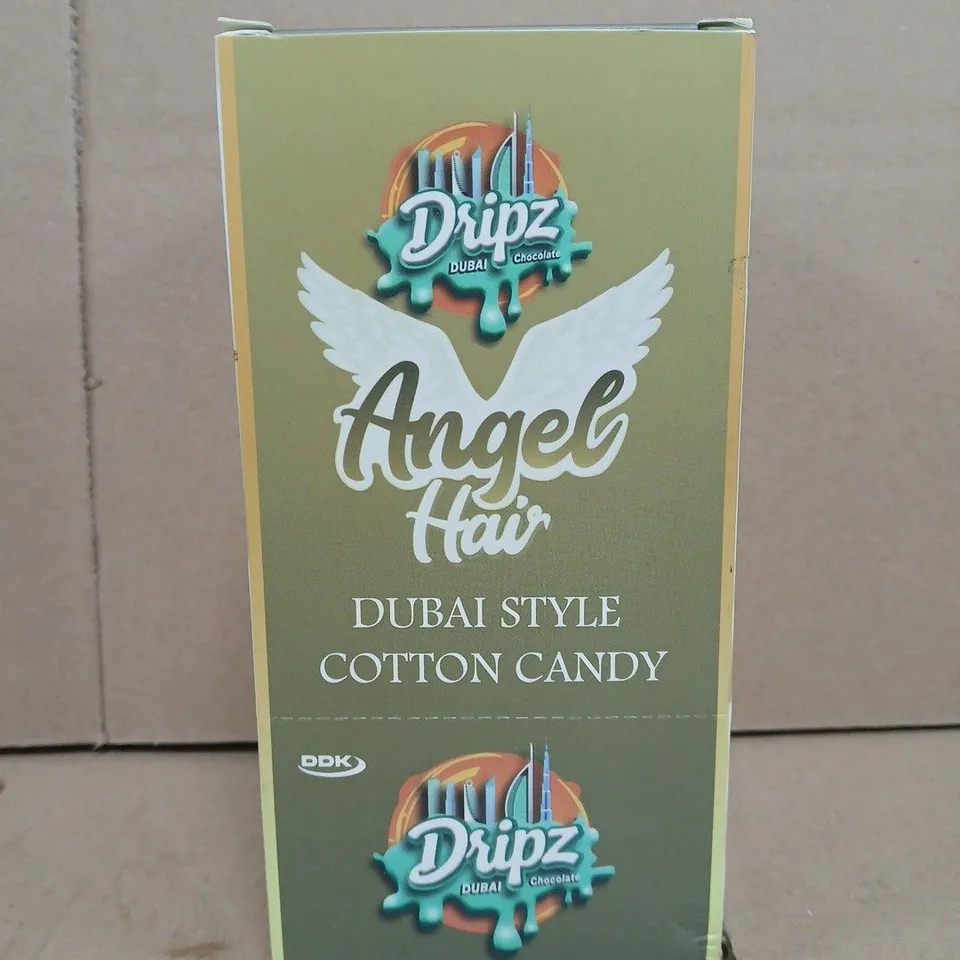 Dripz
DUBAI Chocolate
Angel
Hair
DUBAI STYLE
COTTON CANDY
DDK
Dripz
DUBAI Chocolate